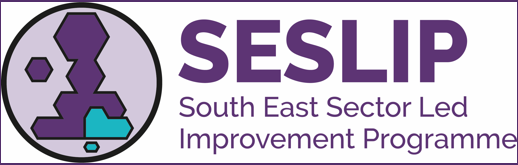 SESLIP
South East Sector Led
Improvement Programme